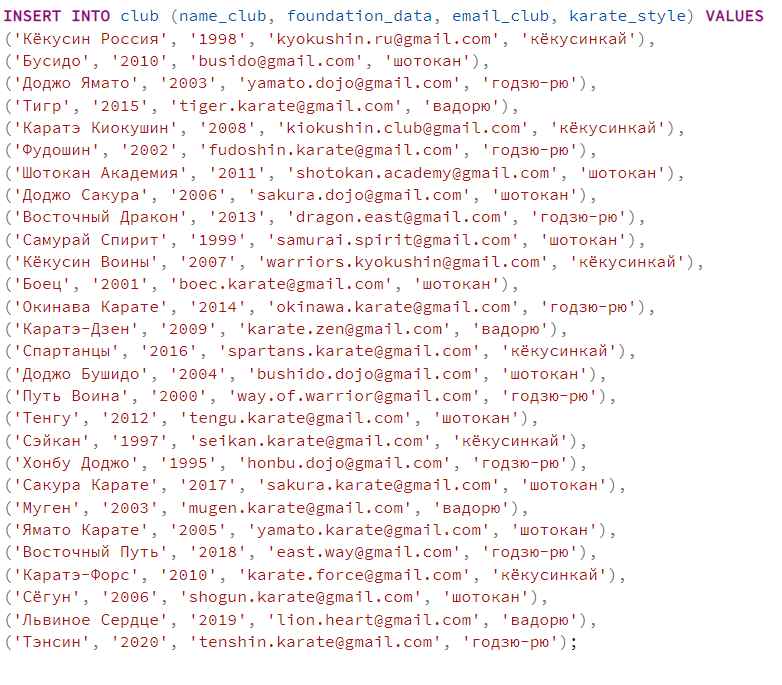 INSERT INTO club (name_club, foundation_data, email_club, karate_style) VALUES
('Кёкусин Россия', '1998', 'kyokushin.ru@gmail.com', 'кёкусинкай'),
('Бусидо', '2010', 'busido@gmail.com', 'шотокан'),
('Доджо Ямато', '2003', 'yamato.dojo@gmail.com', 'годзю-рю'),
('Тигр', '2015', 'tiger.karate@gmail.com', 'вадорю'),
('Каратэ Киокушин', '2008', 'kiokushin.club@gmail.com', 'кёкусинкай'),
('Фудошин', '2002', 'fudoshin.karate@gmail.com', 'годзю-рю'),
('Шотокан Академия', '2011', 'shotokan.academy@gmail.com', 'шотокан'),
('Доджо Сакура', '2006', 'sakura.dojo@gmail.com', 'шотокан'),
('Восточный Дракон', '2013', 'dragon.east@gmail.com', 'годзю-рю'),
('Самурай Спирит', '1999', 'samurai.spirit@gmail.com', 'шотокан'),
('Кёкусин Воины', '2007', 'warriors.kyokushin@gmail.com', 'кёкусинкай'),
('Боец', '2001', 'boec.karate@gmail.com', 'шотокан'),
('Окинава Карате', '2014', 'okinawa.karate@gmail.com', 'годзю-рю'),
('Каратэ-Дзен', '2009', 'karate.zen@gmail.com', 'вадорю'),
('Спартанцы', '2016', 'spartans.karate@gmail.com', 'кёкусинкай'),
('Доджо Бушидо', '2004', 'bushido.dojo@gmail.com', 'шотокан'),
('Путь Воина', '2000', 'way.of.warrior@gmail.com', 'годзю-рю'),
('Тенгу', '2012', 'tengu.karate@gmail.com', 'шотокан'),
('Сэйкан', '1997', 'seikan.karate@gmail.com', 'кёкусинкай'),
('Хонбу Доджо', '1995', 'honbu.dojo@gmail.com', 'годзю-рю'),
('Сакура Карате', '2017', 'sakura.karate@gmail.com', 'шотокан'),
('Муген', '2003', 'mugen.karate@gmail.com', 'вадорю'),
('Ямато Карате', '2005', 'yamato.karate@gmail.com', 'шотокан'),
('Восточный Путь', '2018', 'east.way@gmail.com', 'годзю-рю'),
('Каратэ-Форс', '2010', 'karate.force@gmail.com', 'кёкусинкай'),
('Сёгун', '2006', 'shogun.karate@gmail.com', 'шотокан'),
('Львиное Сердце', '2019', 'lion.heart@gmail.com', 'вадорю'),
('Тэнсин', '2020', 'tenshin.karate@gmail.com', 'годзю-рю');